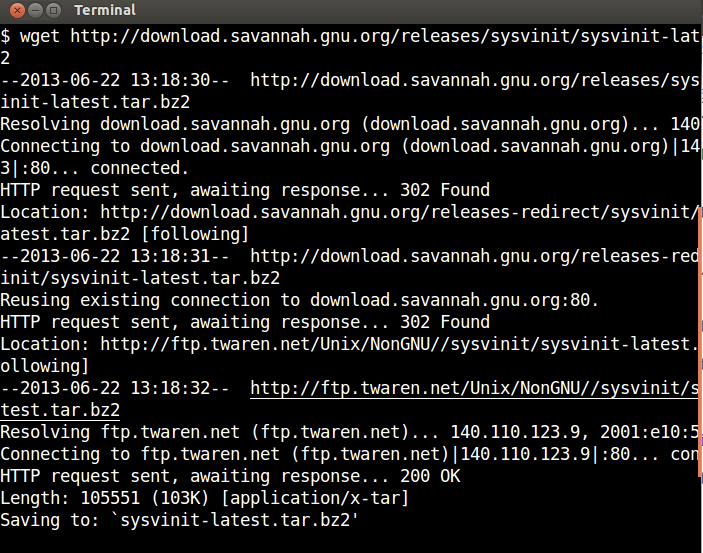 Terminal
$ wget http://download.savannah.gnu.org/releases/sysvinit/sysvinit-lat
2
--2013-06-22 13:18:30--  http://download.savannah.gnu.org/releases/sys
init-latest.tar.bz2
Resolving download.savannah.gnu.org (download.savannah.gnu.org)... 140
Connecting to download.savannah.gnu.org (download.savannah.gnu.org)|14
3|:80... connected.
HTTP request sent, awaiting response... 302 Found
Location: http://download.savannah.gnu.org/releases-redirect/sysvinit/
atest.tar.bz2 [following]
--2013-06-22 13:18:31--  http://download.savannah.gnu.org/releases-red
init/sysvinit-latest.tar.bz2
Reusing existing connection to download.savannah.gnu.org:80.
HTTP request sent, awaiting response... 302 Found
Location: http://ftp.twaren.net/Unix/NonGNU//sysvinit/sysvinit-latest.
ollowing]
--2013-06-22 13:18:32--  http://ftp.twaren.net/Unix/NonGNU//sysvinit/s
test.tar.bz2
Resolving ftp.twaren.net (ftp.twaren.net)... 140.110.123.9, 2001:e10:5
Connecting to ftp.twaren.net (ftp.twaren.net)|140.110.123.9|:80... con
HTTP request sent, awaiting response... 200 OK
Length: 105551 (103K) [application/x-tar]
Saving to: `sysvinit-latest.tar.bz2'